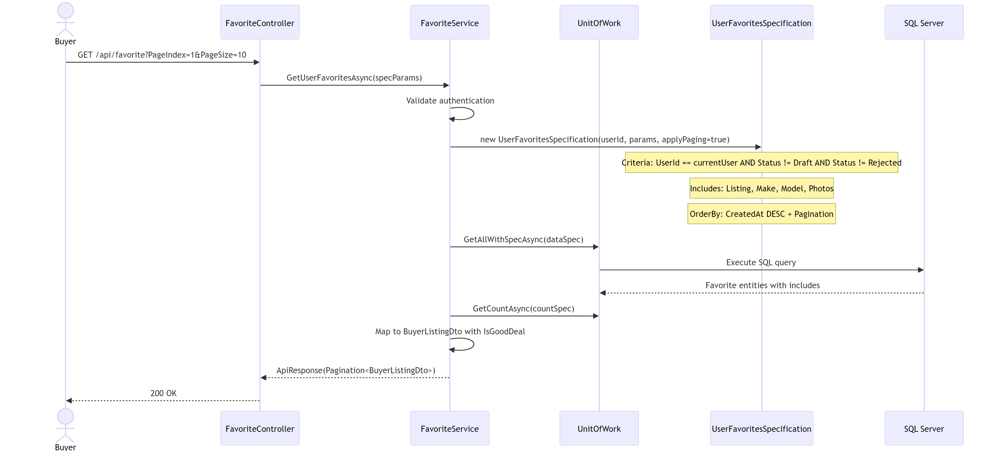 Buyer
FavoriteController
FavoriteService
UnitOfWork
UserFavoritesSpecification
SQL Server
GET /api/favorite?PageIndex=1&PageSize=10
GetUserFavoritesAsync(specParams)
Validate authentication
new UserFavoritesSpecification(userId, params, applyPaging=true)
Criteria: UserId == currentUser AND Status != Draft AND Status != Rejected
Includes: Listing, Make, Model, Photos
OrderBy: CreatedAt DESC + Pagination
GetAllWithSpecAsync(dataSpec)
Execute SQL query
Favorite entities with includes
GetCountAsync(countSpec)
Map to BuyerListingDto with IsGoodDeal
ApiResponse(Pagination<BuyerListingDto>)
200 OK
Buyer
FavoriteController
FavoriteService
UnitOfWork
UserFavoritesSpecification
SQL Server